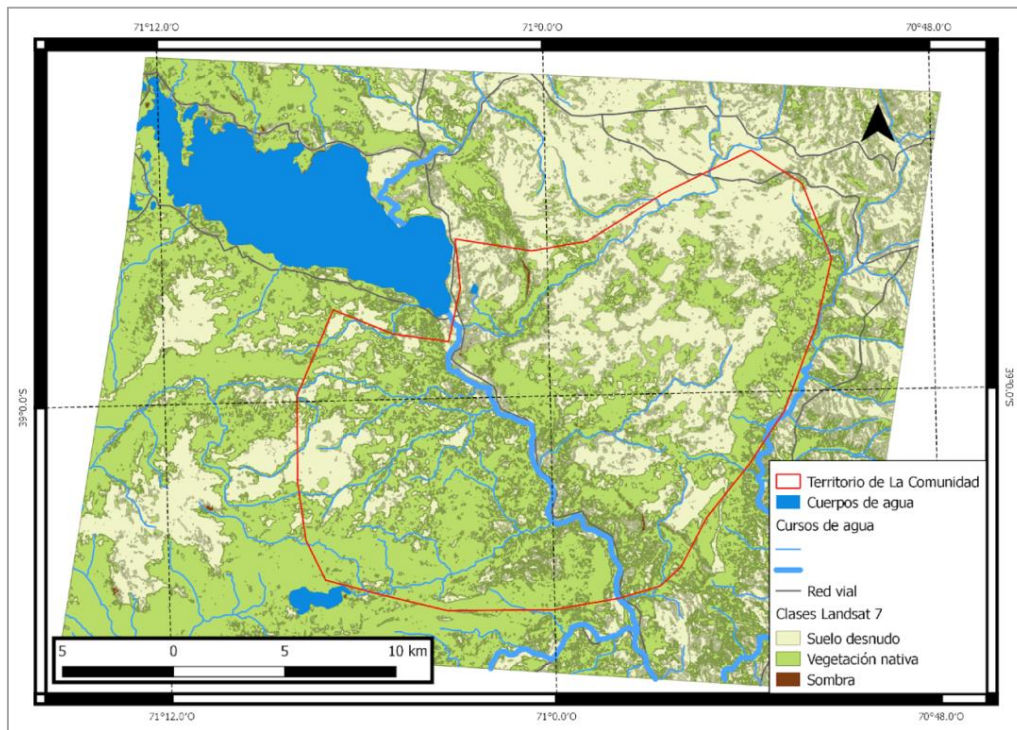 71°12.0'O
71°0.0'O
70°48.0'O
39°0.0'S
39°0.0'S
Territorio de La Comunidad
Cuerpos de agua
Cursos de agua
Red vial
Clases Landsat 7
Suelo desnudo
Vegetación nativa
Sombra
5 0 5 10 km
71°12.0'O
71°0.0'O
70°48.0'O